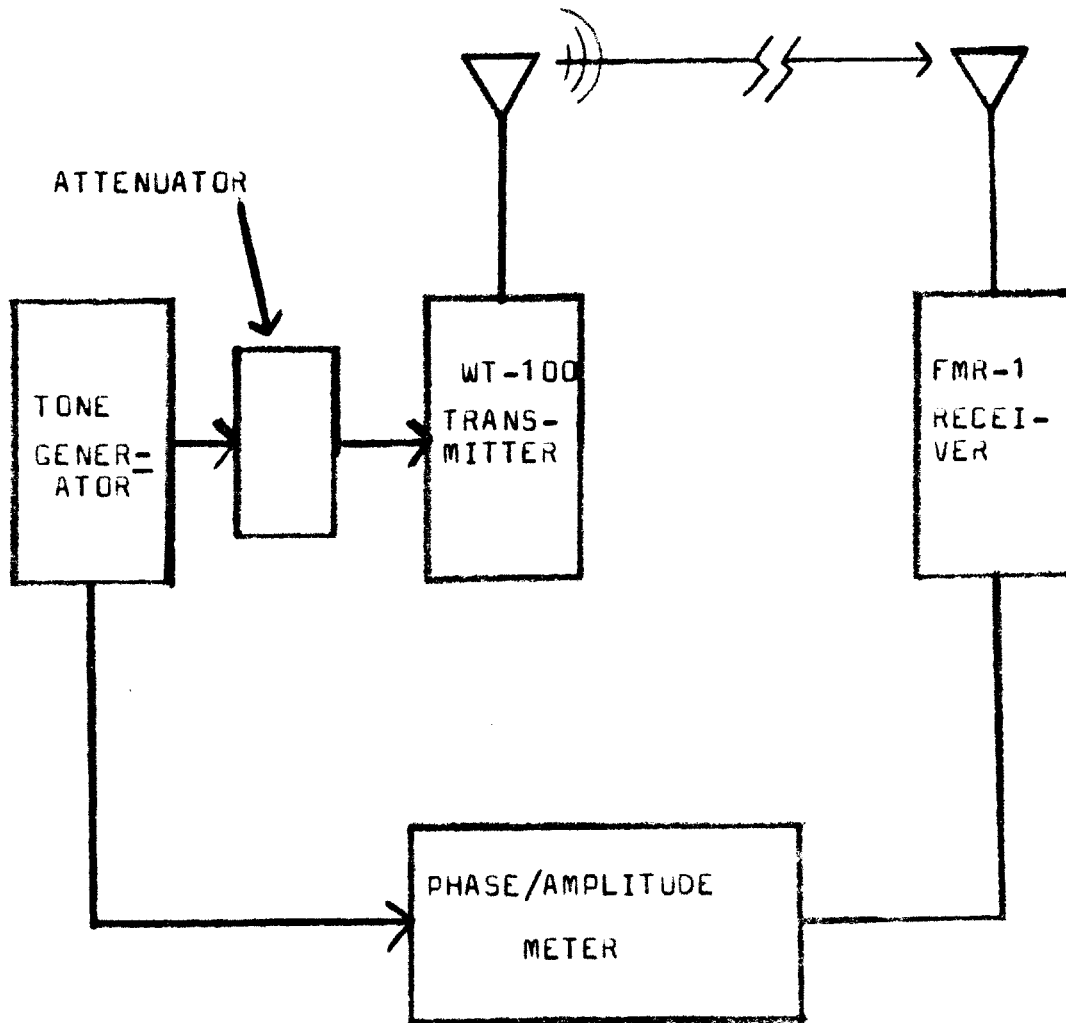 ATTENUATOR
TONE
GENER-
ATOR
WT-100
TRANS-
MITTER
FMR-1
RECEI-
VER
PHASE/AMPLITUDE
METER